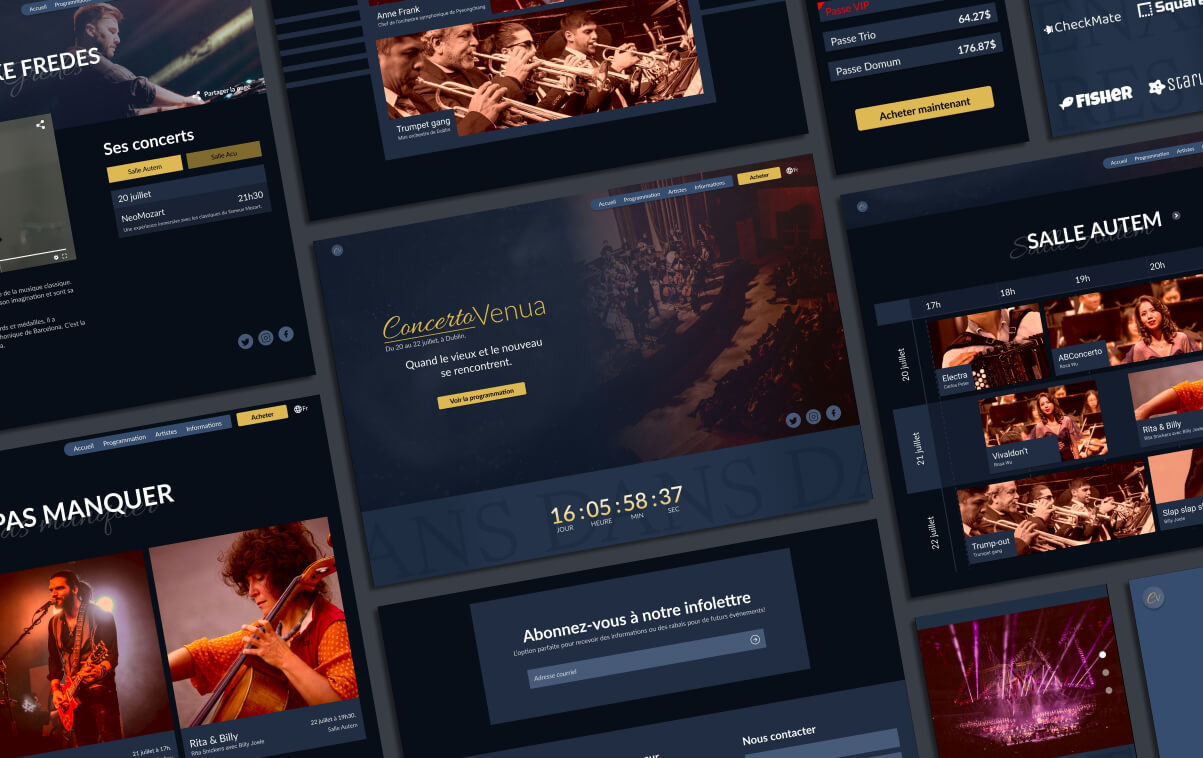 Accueil Programmation
KE FREDES
Partager la page
Ses concerts
Salle Autem
Salle Acu
20 juillet
21h30
NeoMozart
Une expérience immersive avec les classiques du fameux Mozart.
de la musique classique.
son imagination et sont sa
rds et médailles, il a
phonique de Barcelona. C'est la
a.
Anne Frank
Chef de l'orchestre symphonique de Pyeongchang
Trumpet gang
Mini orchestre de Dublin
Passe VIP
64.27$
Passe Trio
176.87$
Passe Domum
Acheter maintenant
CheckMate
Square
FISHER
Accueil Programmation Artistes Informations
Acheter
Fr
CV
ConcertoVenua
Du 20 au 22 juillet, à Dublin.
Quand le vieux et le nouveau
se rencontrent.
Voir la programmation
16:05:58:37
JOUR HEURE MIN SEC
ANS DANS DA
Accueil Programmation Artistes
SALLE AUTEM
Salle Autem
17h 18h 19h 20h
20 juillet
Electra
Carlos Peter
ABConcerto
Rosa Wu
21 juillet
Vivaldon't
Rosa Wu
Rita & Billy
Rita Snickers avec Billy Joele
22 juillet
Trump-out
Trumpet gang
Slap slap s
Billy Joele
Accueil Programmation Artistes Informations
Acheter
Fr
PAS MANQUER
pas manquer
21 juillet à 17h.
Rita & Billy
Rita Snickers avec Billy Joele
22 juillet à 19h30.
Salle Autem
Abonnez-vous à notre infolettre
L'option parfaite pour recevoir des informations ou des rabais pour de futurs événements!
Adresse courriel
Nous contacter
CV